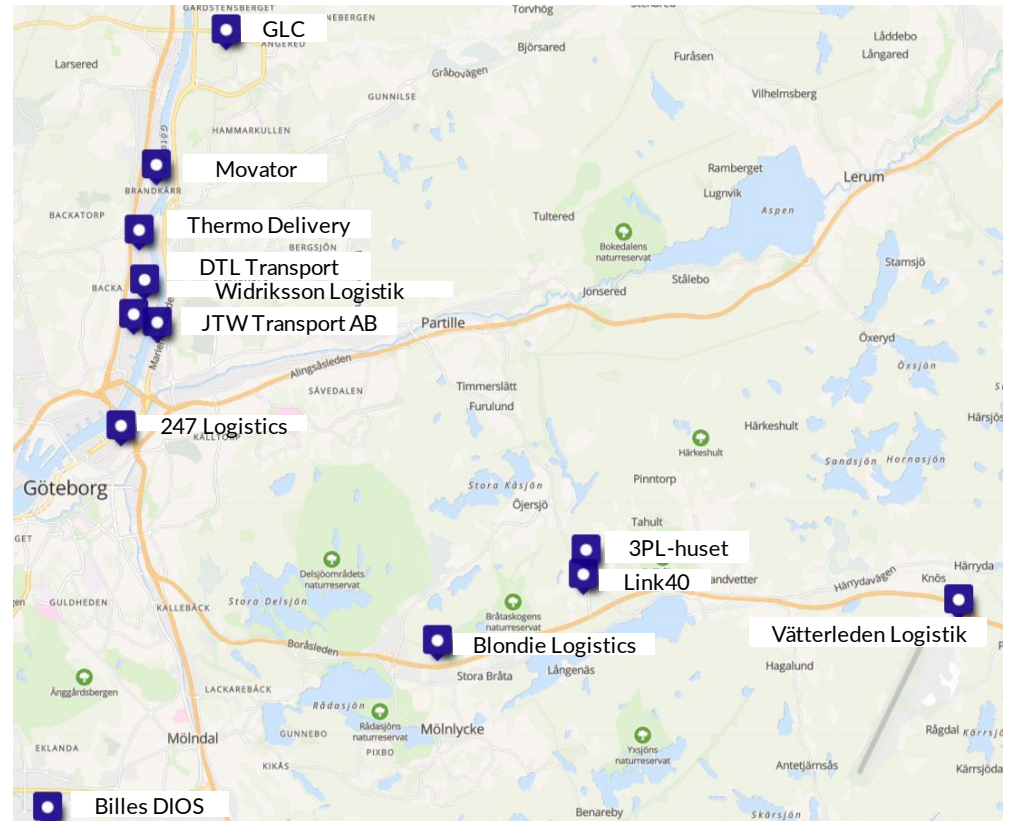 GÅRDSTENSBERGET
GLC
ANGERED
Torvhög
Björsared
Gråbovägen
Furåsen
Låddebo
Långared
Larsered
GUNNILSE
Vilhelmsberg
HAMMARKULLEN
Movator
BRANDKÄRR
Ramberget
Lugnvik
Lerum
Aspen
BACKATORP
Thermo Delivery
Tultered
BERGSJÖN
Bokedalens
naturreservat
DTL Transport
Stamsjö
BACKA
Widriksson Logistik
Jonsered
Stålebo
JTW Transport AB
Partille
Öxeryd
Alingsåsleden
Öxsjön
SÄVEDALEN
Timmerslätt
Furulund
247 Logistics
KÄLLTORP
Härkeshult
Härkeshult
Sandsjön
Hornasjön
Göteborg
Stora Kåsjön
Pinntorp
Öjersjö
Tahult
3PL-huset
Delsjöområdets
naturreservat
Link40
Härryda
Härrydavägen
Knös
GULDHEDEN
KALLEBÄCK
Stora Delsjön
Bråtaskogens
naturreservat
Vätterleden Logistik
Boråsleden
Blondie Logistics
Stora Bråta
Långenäs
Hagalund
Änggårdsbergen
LACKAREBÄCK
Rådasjön
Rådasjöns
naturreservat
Mölnlycke
Mölndal
GUNNEBO
PIXBO
Yxsjöns
naturreservat
Rågdal
EKLANDA
KIKÅS
Antetjärnsås
Kärrsjöda
Billes DIOS
Benareby
Skärsjön